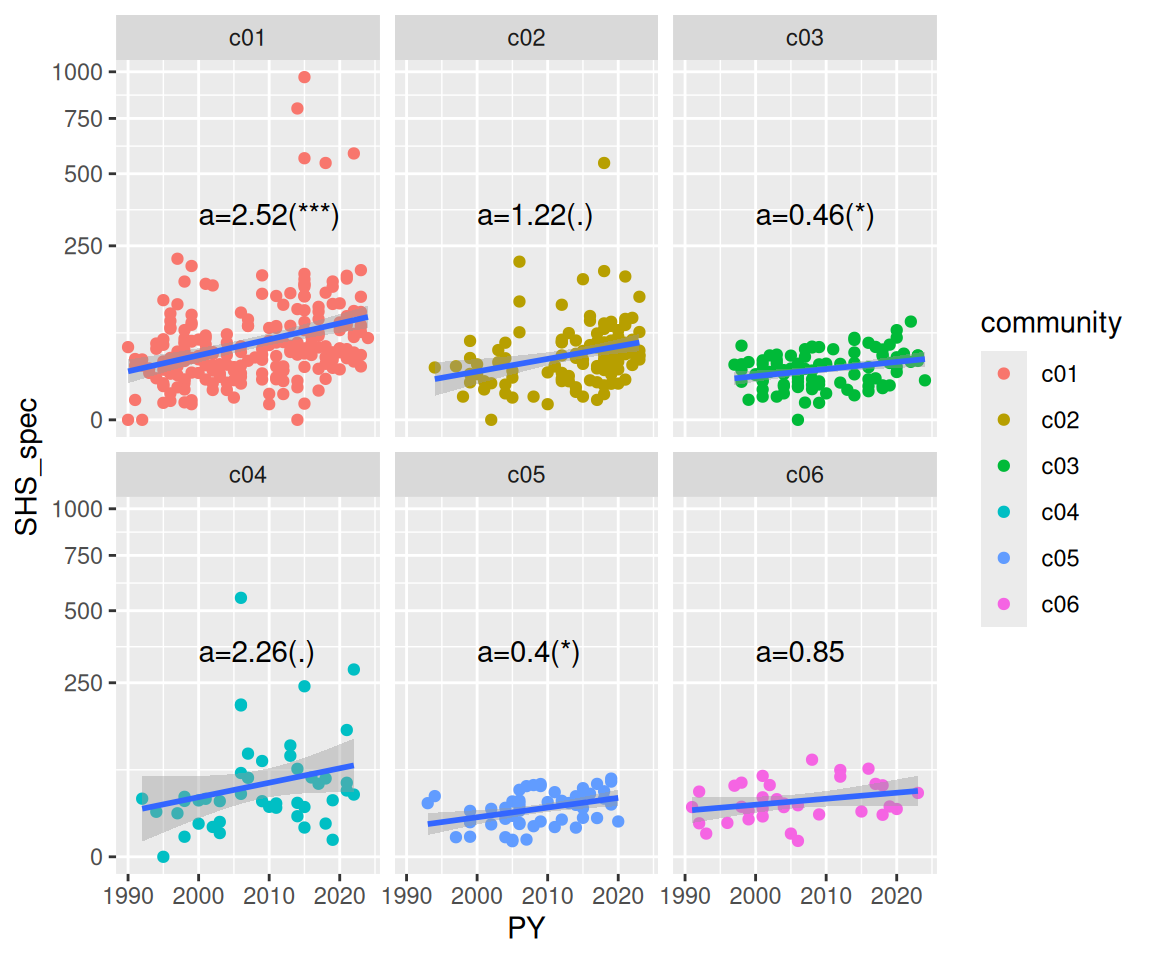 c01 c02 c03
1000
750
500
a=2.52(***) a=1.22(.) a=0.46(*)
250
0
community
c01
c02
c03
c04
c05
c06
SHS_spec
c04 c05 c06
1000
750
500
a=2.26(.) a=0.4(*) a=0.85
250
0
1990 2000 2010 2020 1990 2000 2010 2020 1990 2000 2010 2020
PY